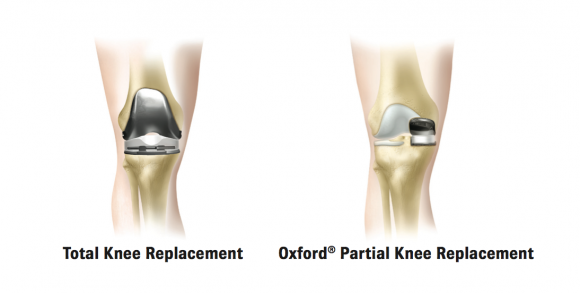 Total Knee Replacement
Oxford® Partial Knee Replacement